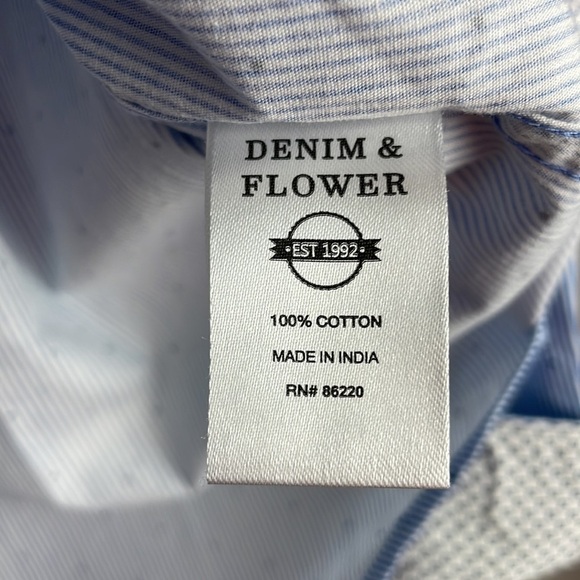 DENIM &
FLOWER
•EST 1992•
100% COTTON
MADE IN INDIA
RN# 86220